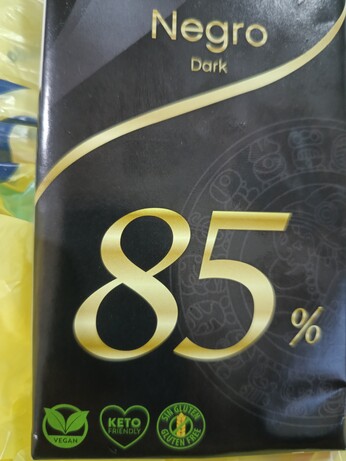 Negro
Dark
85%
VEGAN
KETO
FRIENDLY
SIN GLUTEN
GLUTEN FREE